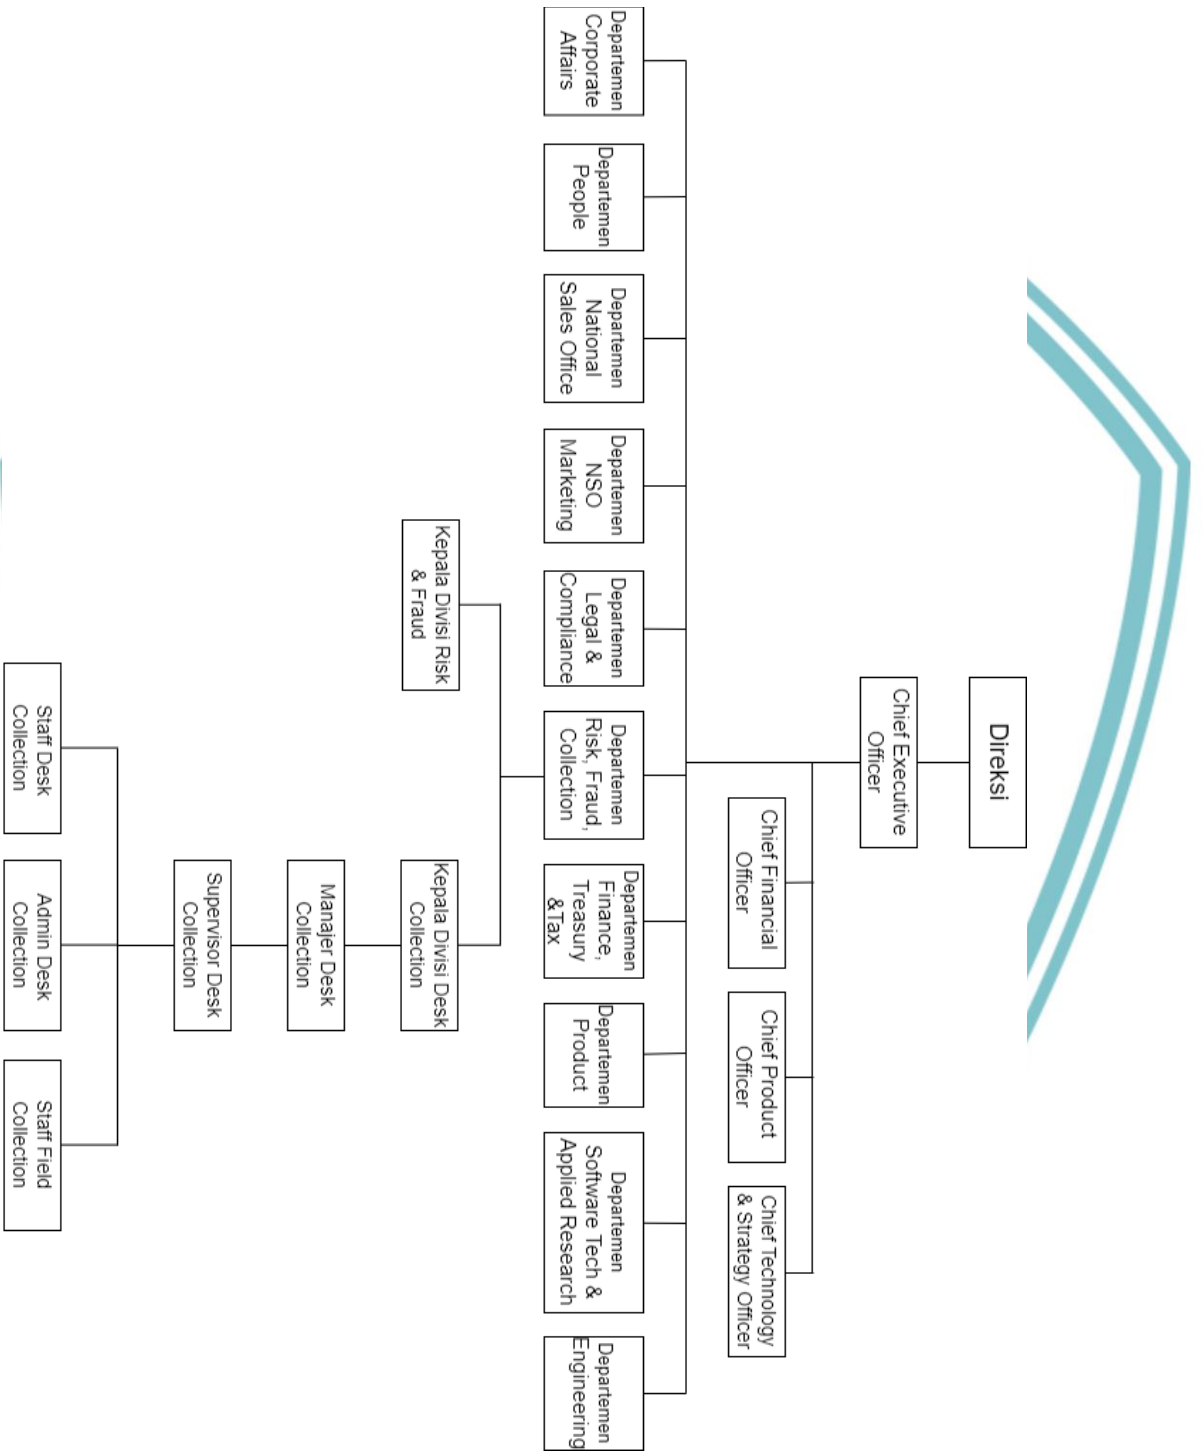 Direksi
Chief Executive
Officer
Chief Financial
Officer
Chief Product
Officer
Chief Technology
& Strategy Officer
Departemen
Corporate
Affairs
Departemen
People
Departemen
National
Sales Office
Departemen
NSO
Marketing
Departemen
Legal &
Compliance
Departemen
Risk, Fraud,
Collection
Departemen
Finance,
Treasury
&Tax
Departemen
Product
Departemen
Software Tech &
Applied Research
Departemen
Engineering
Kepala Divisi Risk
& Fraud
Kepala Divisi Desk
Collection
Manajer Desk
Collection
Supervisor Desk
Collection
Staff Desk
Collection
Admin Desk
Collection
Staff Field
Collection